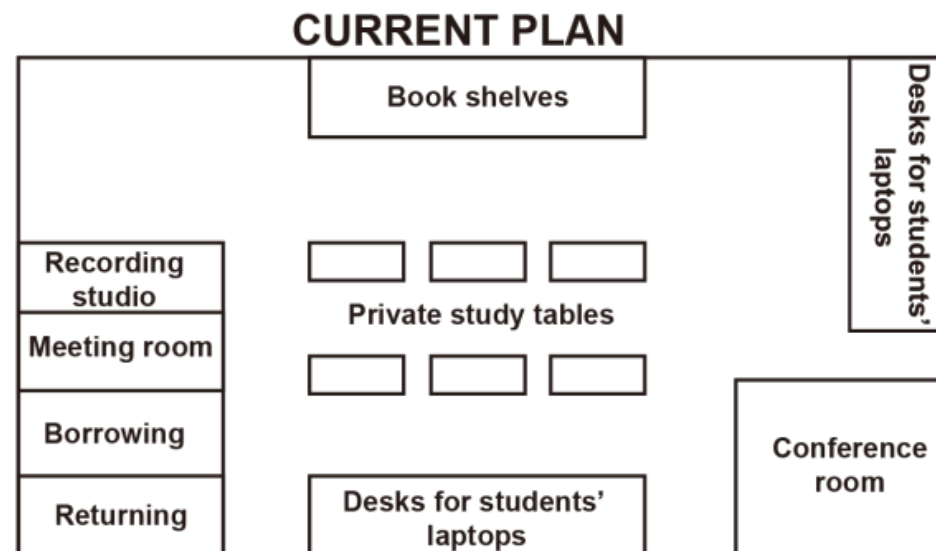 CURRENT PLAN
Book shelves
Desks for students'
laptops
Recording
studio
Private study tables
Meeting room
Borrowing
Conference
room
Returning
Desks for students'
laptops